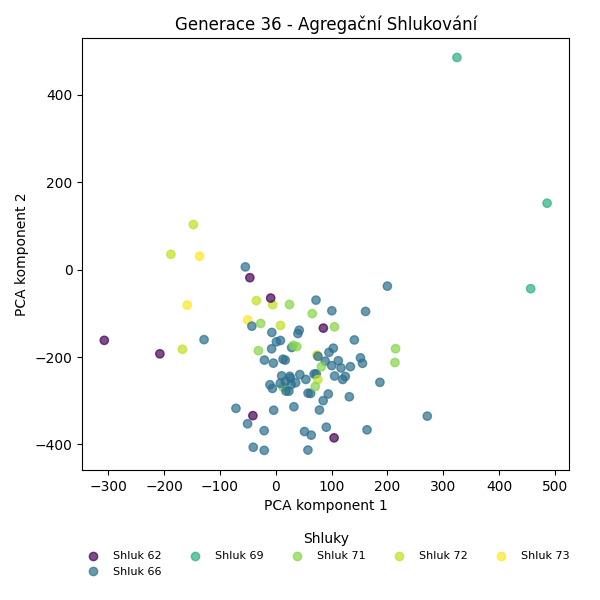 Generace 36 - Agregační Shlukování
PCA komponent 2
400
200
0
−200
−400
−300
−200
−100
0
100
200
300
400
500
PCA komponent 1
Shluky
Shluk 62
Shluk 69
Shluk 71
Shluk 72
Shluk 73
Shluk 66